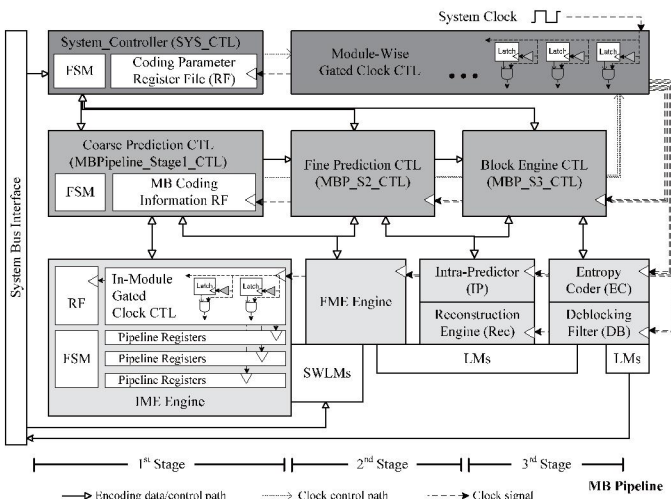 System Clock
System_Controller (SYS_CTL)
FSM
Coding Parameter
Register File (RF)
Module-Wise
Gated Clock CTL
Latch
Latch
Latch
Coarse Prediction CTL
(MBPipeline_Stage1_CTL)
FSM
MB Coding
Information RF
Fine Prediction CTL
(MBP_S2_CTL)
Block Engine CTL
(MBP_S3_CTL)
System Bus Interface
RF
In-Module
Gated
Clock CTL
Latch
Latch
FSM
Pipeline Registers
Pipeline Registers
Pipeline Registers
IME Engine
FME Engine
Intra-Predictor
(IP)
Reconstruction
Engine (Rec)
Entropy
Coder (EC)
Deblocking
Filter (DB)
SWLMs
LMs
LMs
1st Stage
2nd Stage
3rd Stage
MB Pipeline
Encoding data/control path
Clock control path
Clock signal